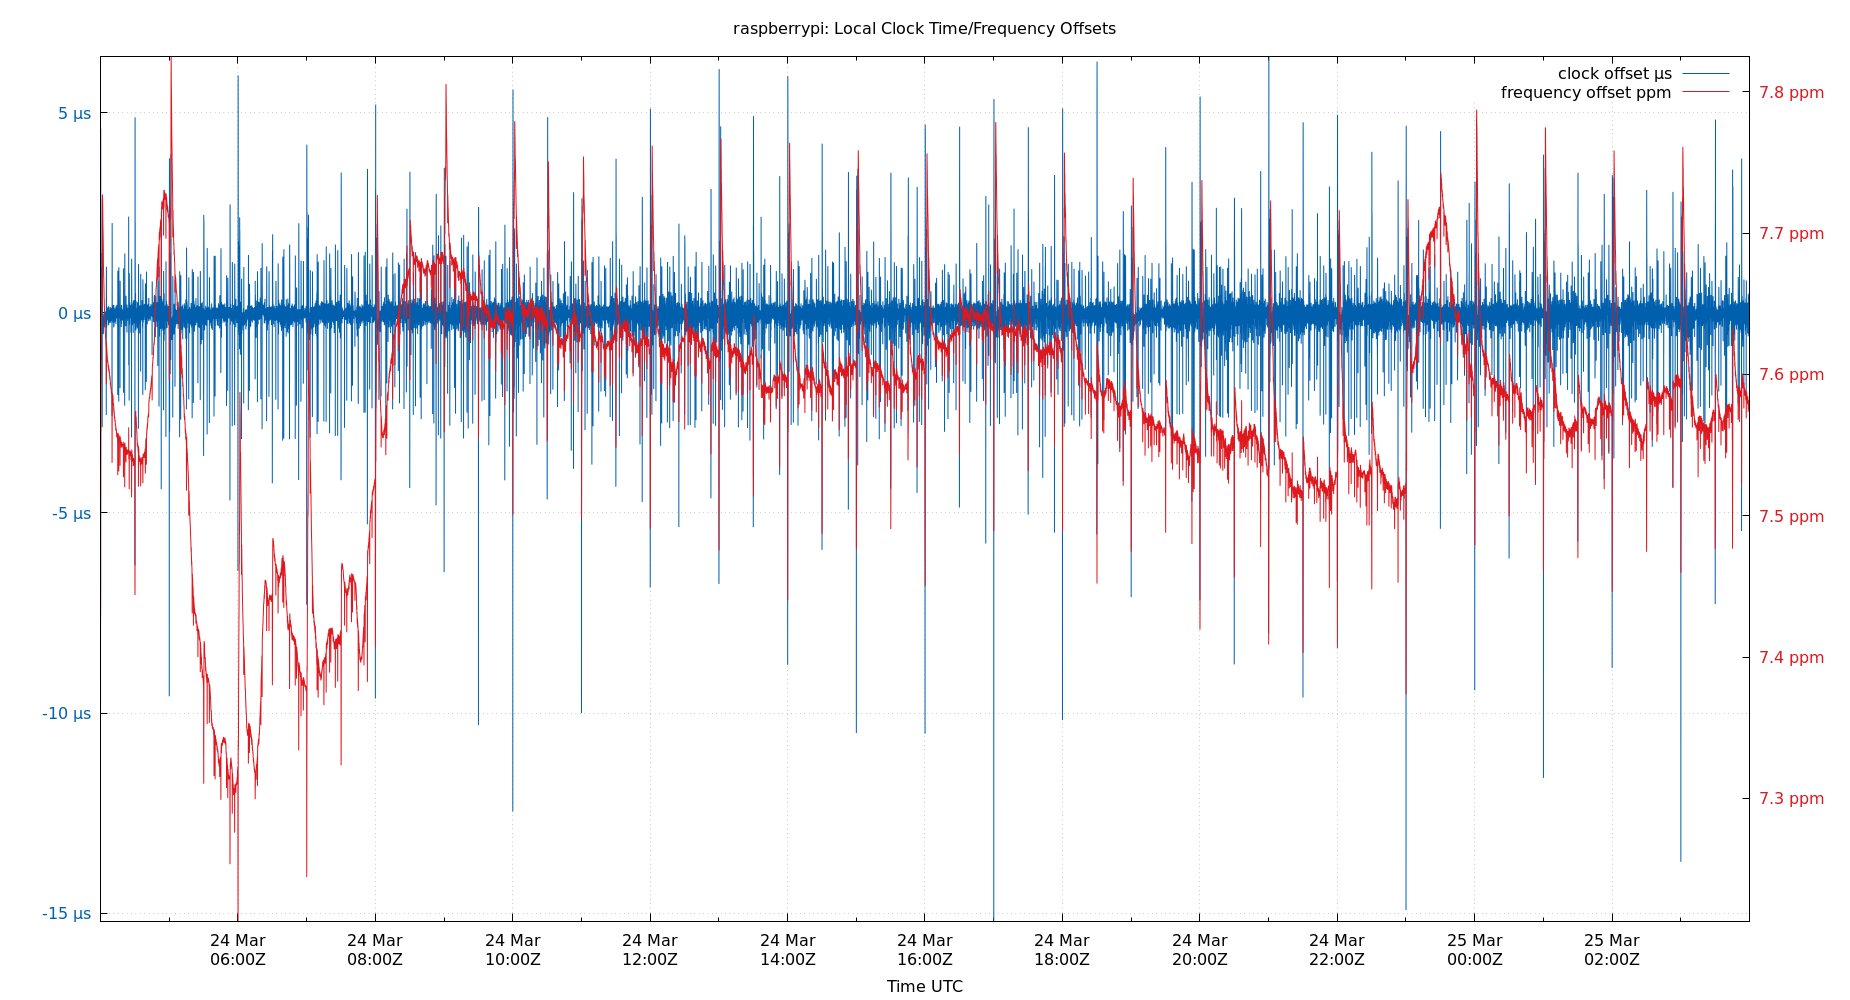 raspberrypi: Local Clock Time/Frequency Offsets
clock offset µs
frequency offset ppm
5 µs
0 µs
-5 µs
-10 µs
-15 µs
7.8 ppm
7.7 ppm
7.6 ppm
7.5 ppm
7.4 ppm
7.3 ppm
24 Mar 24 Mar 24 Mar 24 Mar 24 Mar 24 Mar 24 Mar 24 Mar 24 Mar 25 Mar 25 Mar
06:00Z 08:00Z 10:00Z 12:00Z 14:00Z 16:00Z 18:00Z 20:00Z 22:00Z 00:00Z 02:00Z
Time UTC